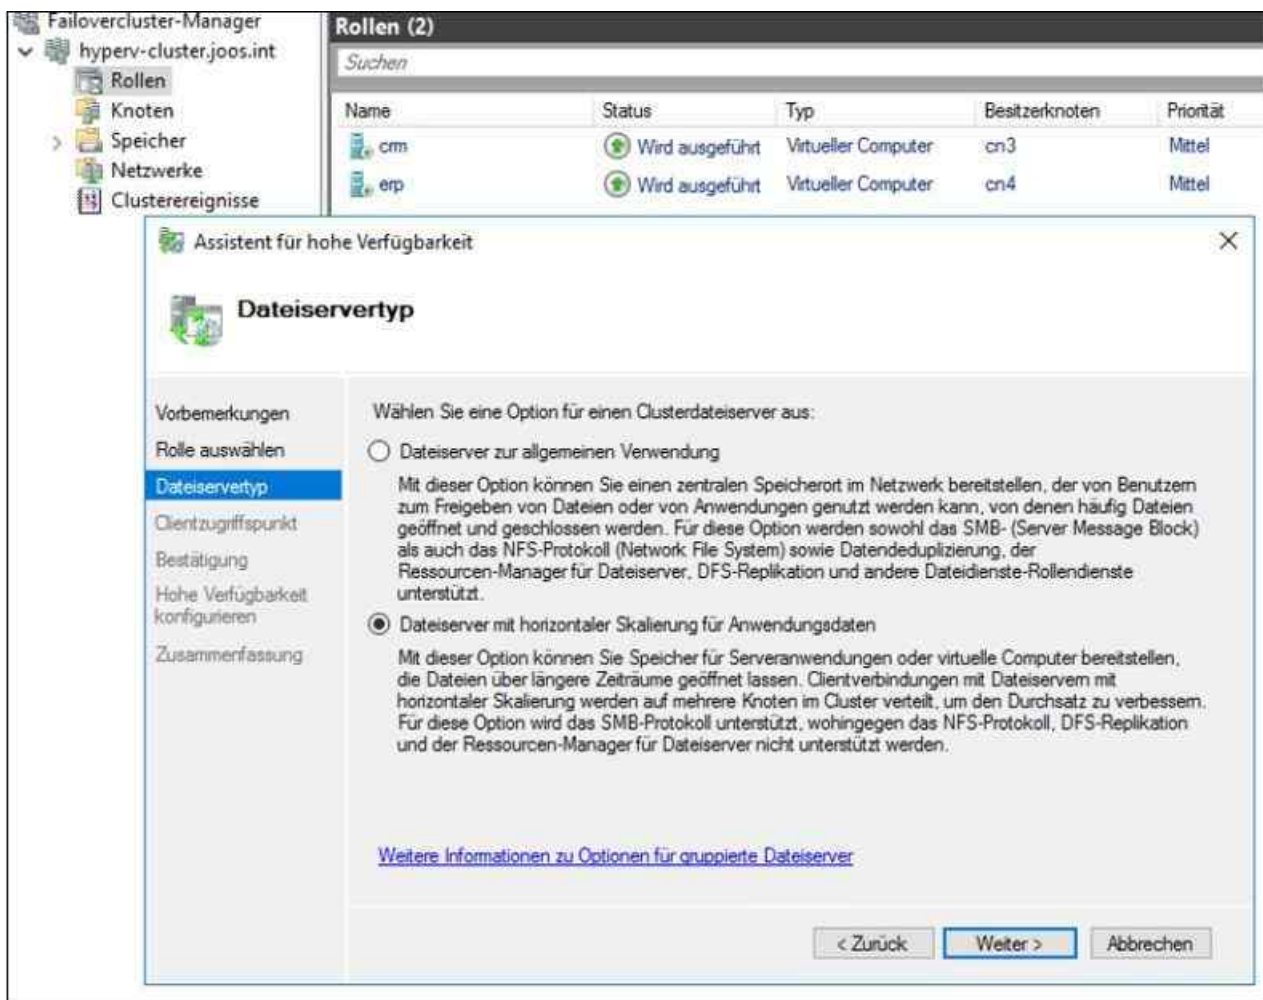 Failovercluster-Manager
hyperv-cluster.joos.int
Rollen
Knoten
Speicher
Netzwerke
Clusterereignisse
Rollen (2)
Suchen
Name Status Typ Besitzerknoten Priorität
crm Wird ausgeführt Virtueller Computer cn3 Mittel
erp Wird ausgeführt Virtueller Computer cn4 Mittel
Assistent für hohe Verfügbarkeit
Dateiservertyp
Vorbemerkungen
Rolle auswählen
Dateiservertyp
Clientzugriffspunkt
Bestätigung
Hohe Verfügbarkeit
konfigurieren
Zusammenfassung
Wählen Sie eine Option für einen Clusterdateiserver aus:
Dateiserver zur allgemeinen Verwendung
Mit dieser Option können Sie einen zentralen Speicherort im Netzwerk bereitstellen, der von Benutzern
zum Freigeben von Dateien oder von Anwendungen genutzt werden kann, von denen häufig Dateien
geöffnet und geschlossen werden. Für diese Option werden sowohl das SMB- (Server Message Block)
als auch das NFS-Protokoll (Network File System) sowie Datendeduplizierung, der
Ressourcen-Manager für Dateiserver, DFS-Replikation und andere Dateidienste-Rollendienste
unterstützt.
Dateiserver mit horizontaler Skalierung für Anwendungsdaten
Mit dieser Option können Sie Speicher für Serveranwendungen oder virtuelle Computer bereitstellen,
die Dateien über längere Zeiträume geöffnet lassen. Clientverbindungen mit Dateiservern mit
horizontaler Skalierung werden auf mehrere Knoten im Cluster verteilt, um den Durchsatz zu verbessern.
Für diese Option wird das SMB-Protokoll unterstützt, wohingegen das NFS-Protokoll, DFS-Replikation
und der Ressourcen-Manager für Dateiserver nicht unterstützt werden.
Weitere Informationen zu Optionen für gruppierte Dateiserver
< Zurück Weiter > Abbrechen